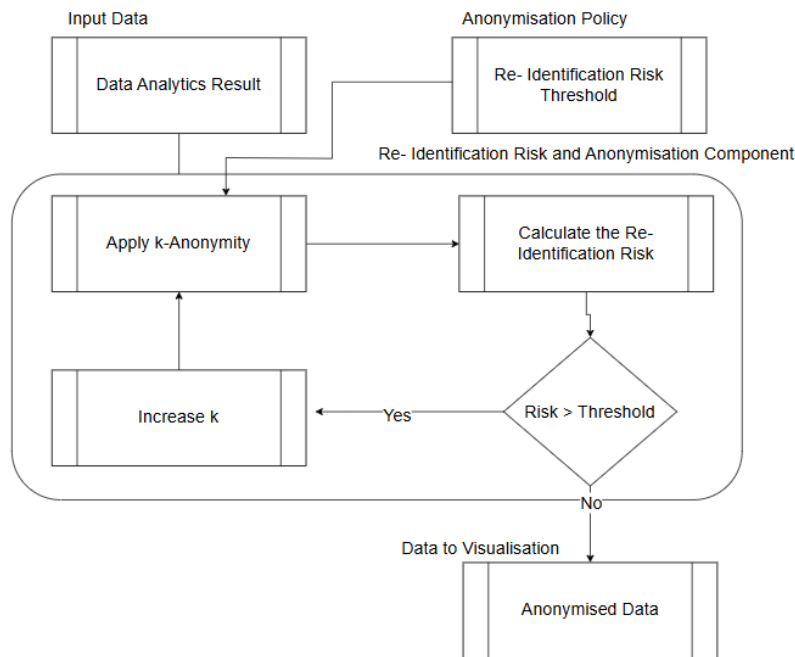 Input Data
Anonymisation Policy
Data Analytics Result
Re- Identification Risk
Threshold
Re- Identification Risk and Anonymisation Component
Apply k-Anonymity
Calculate the Re-
Identification Risk
Increase k
Yes
Risk > Threshold
No
Data to Visualisation
Anonymised Data